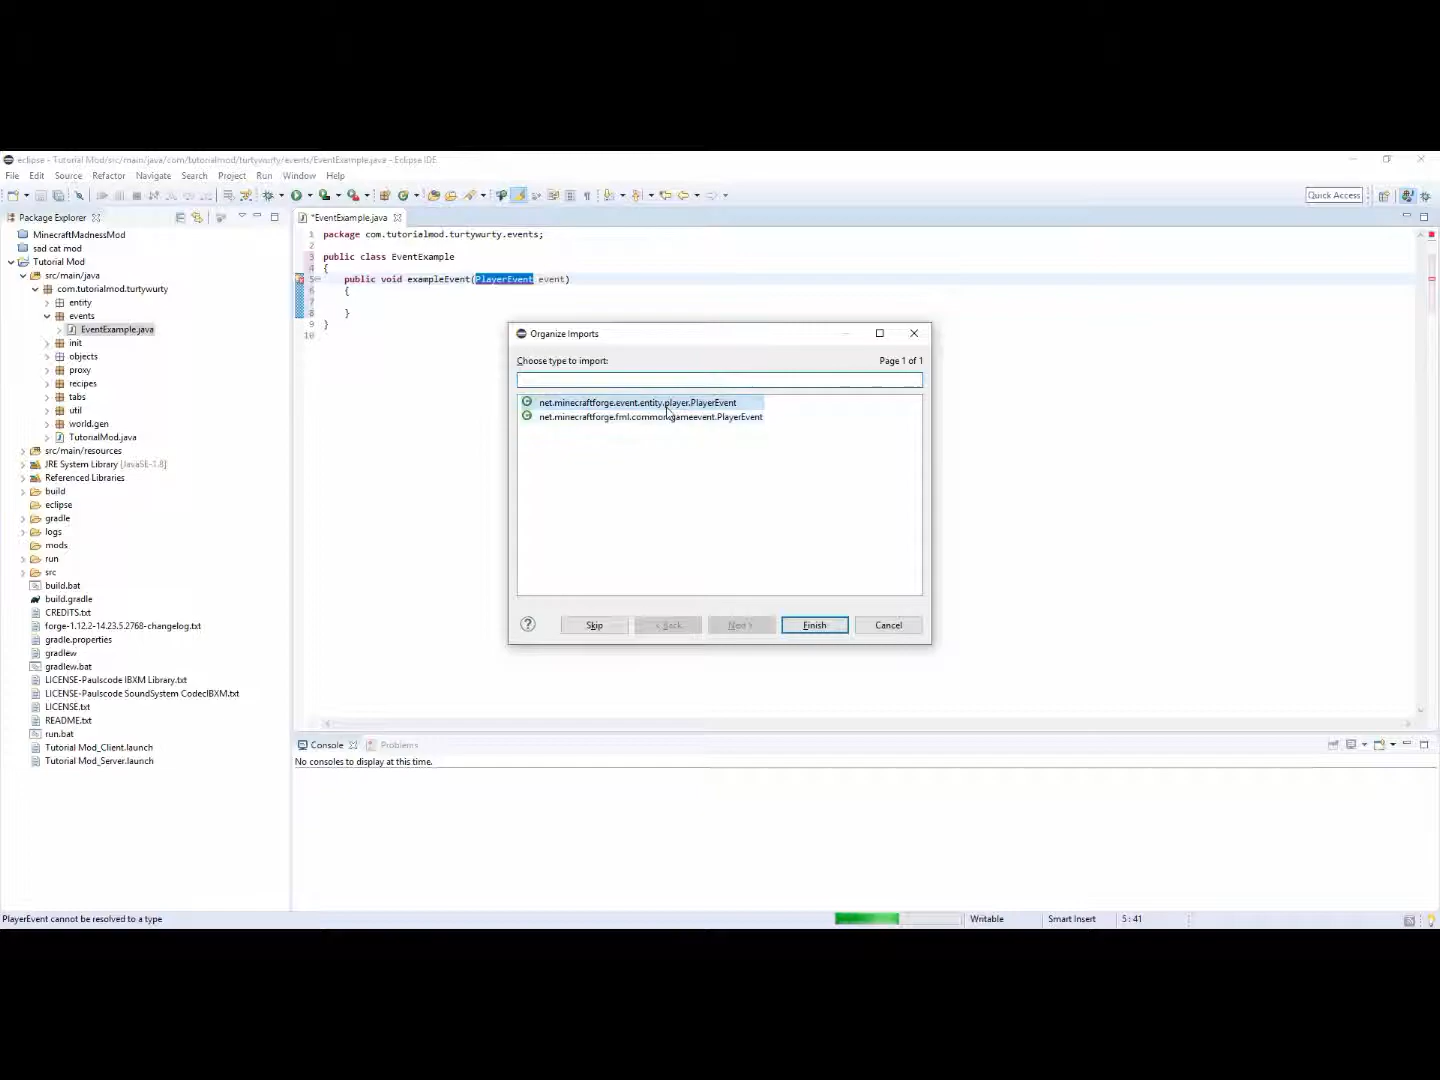 eclipse - Tutorial Mod/src/main/java/com/tutorialmod/turtywurty/events/EventExample.java - Eclipse IDE
File Edit Source Refactor Navigate Search Project Run Window Help
Quick Access
Package Explorer
*EventExample.java
MinecraftMadnessMod
sad cat mod
Tutorial Mod
src/main/java
com.tutorialmod.turtywurty
entity
events
EventExample.java
init
objects
proxy
recipes
tabs
util
world.gen
TutorialMod.java
src/main/resources
JRE System Library [JavaSE-1.8]
Referenced Libraries
build
eclipse
gradle
logs
mods
run
src
build.bat
build.gradle
CREDITS.txt
forge-1.12.2-14.23.5.2768-changelog.txt
gradle.properties
gradlew
gradlew.bat
LICENSE-Paulscode IBXM Library.txt
LICENSE-Paulscode SoundSystem CodecIBXM.txt
LICENSE.txt
README.txt
run.bat
Tutorial Mod_Client.launch
Tutorial Mod_Server.launch
1 package com.tutorialmod.turtywurty.events;
2
3 public class EventExample
4 {
5 public void exampleEvent(PlayerEvent event)
6 {
7
8 }
9 }
10
Organize Imports
Choose type to import: Page 1 of 1
net.minecraftforge.event.entity.player.PlayerEvent
net.minecraftforge.fml.common.gameevent.PlayerEvent
? Skip < Back Next > Finish Cancel
Console Problems
No consoles to display at this time.
PlayerEvent cannot be resolved to a type Writable Smart Insert 5 : 41